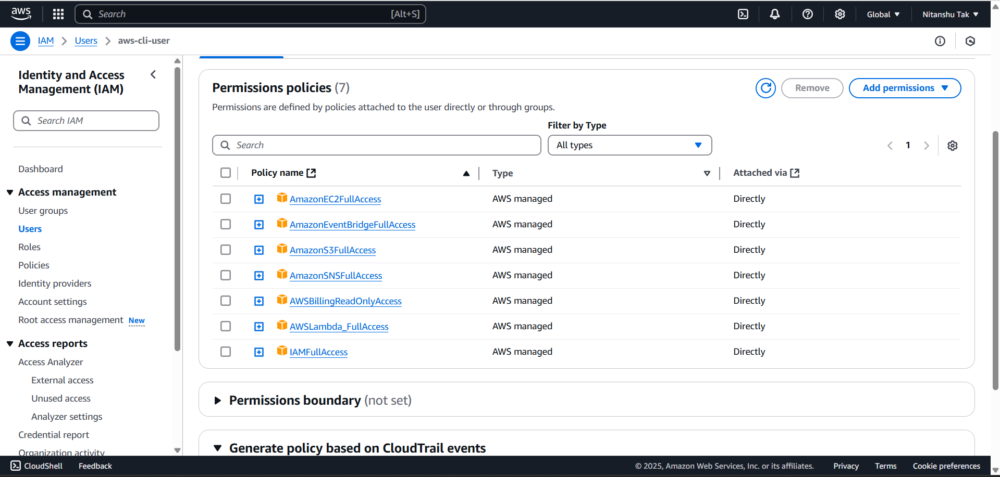 aws
Search
[Alt+S]
Global
Nitanshu Tak
IAM
Users
aws-cli-user
Identity and Access
Management (IAM)
Search IAM
Dashboard
Access management
User groups
Users
Roles
Policies
Identity providers
Account settings
Root access management New
Access reports
Access Analyzer
External access
Unused access
Analyzer settings
Credential report
Organization activity
Permissions policies (7)
Remove
Add permissions
Permissions are defined by policies attached to the user directly or through groups.
Filter by Type
Search
All types
1
Policy name
Type
Attached via
AmazonEC2FullAccess AWS managed Directly
AmazonEventBridgeFullAccess AWS managed Directly
AmazonS3FullAccess AWS managed Directly
AmazonSNSFullAccess AWS managed Directly
AWSBillingReadOnlyAccess AWS managed Directly
AWSLambda_FullAccess AWS managed Directly
IAMFullAccess AWS managed Directly
Permissions boundary (not set)
Generate policy based on CloudTrail events
CloudShell
Feedback
© 2025, Amazon Web Services, Inc. or its affiliates.
Privacy
Terms
Cookie preferences